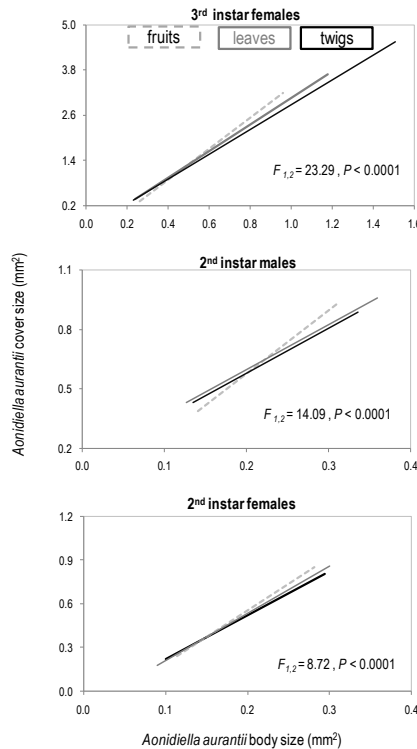 3rd instar females
fruits leaves twigs
5.0
3.8
2.6
1.4
0.2
F1,2 = 23.29 , P < 0.0001
0.0 0.2 0.4 0.6 0.8 1.0 1.2 1.4 1.6
Aonidiella aurantii cover size (mm²)
2nd instar males
1.1
0.8
0.5
0.2
F1,2 = 14.09 , P < 0.0001
0.0 0.1 0.2 0.3 0.4
2nd instar females
1.2
0.9
0.6
0.3
0.0
F1,2 = 8.72 , P < 0.0001
0.0 0.1 0.2 0.3 0.4
Aonidiella aurantii body size (mm²)